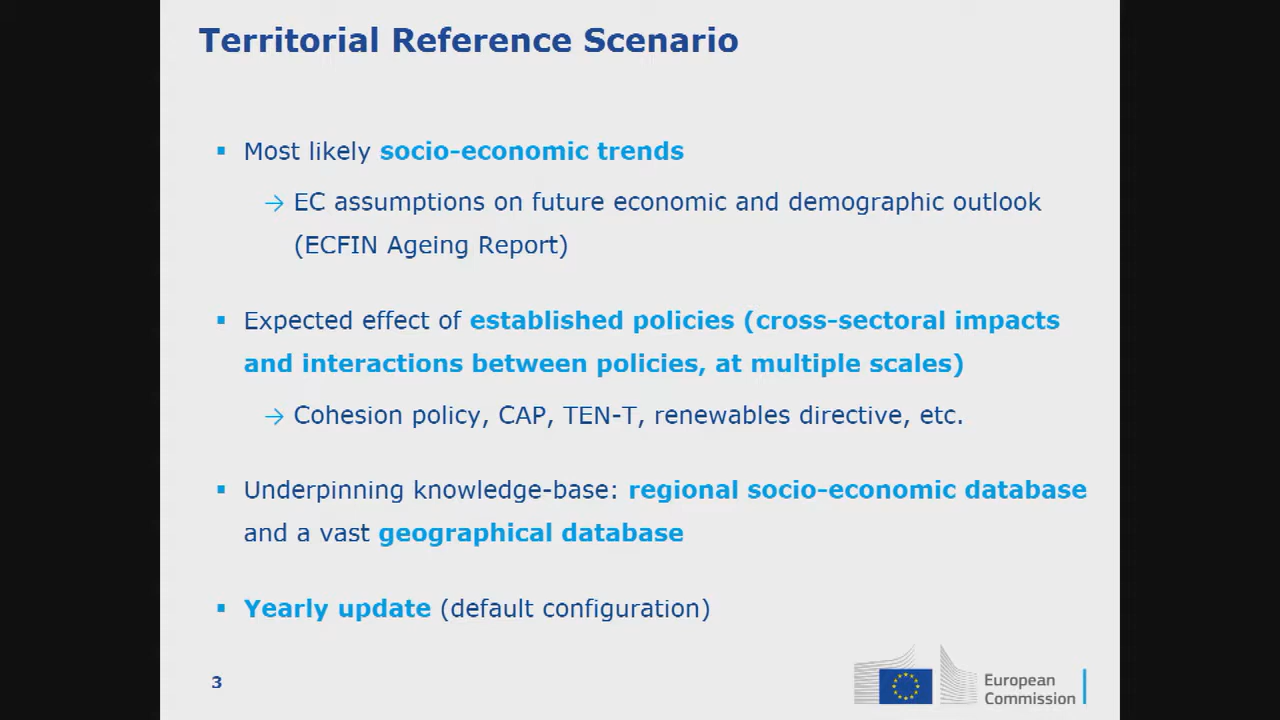 Territorial Reference Scenario
▪ Most likely socio-economic trends
→ EC assumptions on future economic and demographic outlook
(ECFIN Ageing Report)
▪ Expected effect of established policies (cross-sectoral impacts
and interactions between policies, at multiple scales)
→ Cohesion policy, CAP, TEN-T, renewables directive, etc.
▪ Underpinning knowledge-base: regional socio-economic database
and a vast geographical database
▪ Yearly update (default configuration)
3
European
Commission